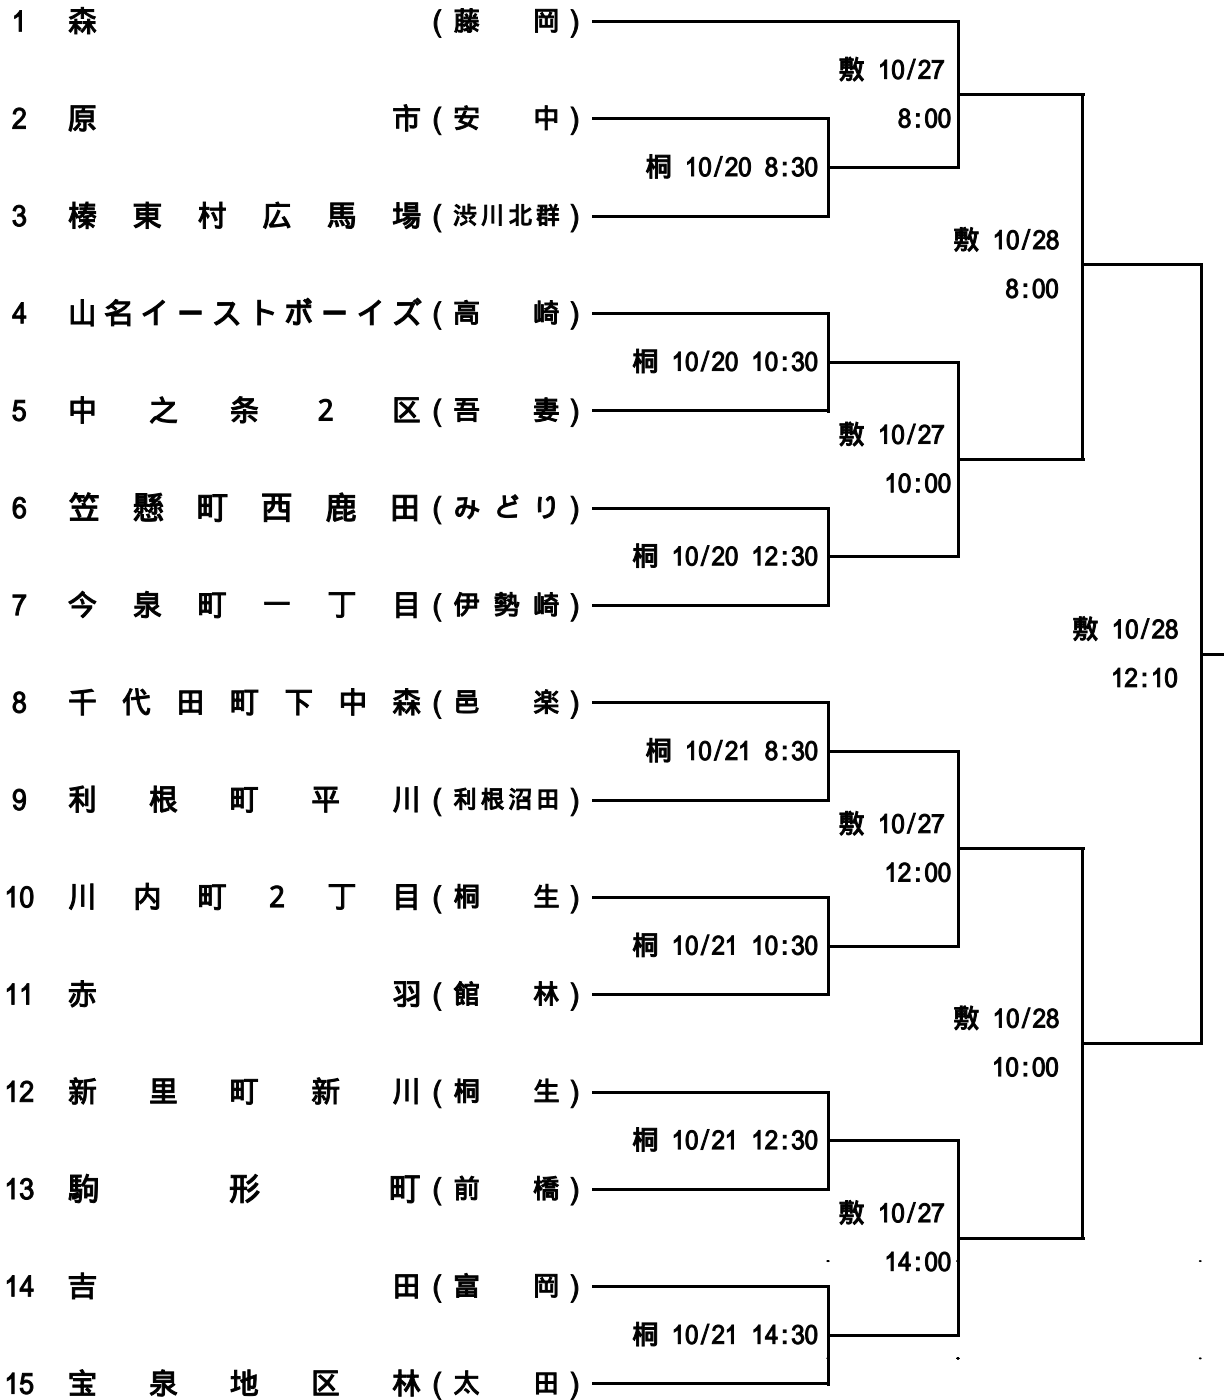 1 森 (藤岡)
敷 10/27
2 原市 (安中)
8:00
桐 10/20 8:30
3 榛東村広馬場 (渋川北群)
敷 10/28
8:00
4 山名イーストボーイズ (高崎)
桐 10/20 10:30
5 中之条2区 (吾妻)
敷 10/27
10:00
6 笠懸町西鹿田 (みどり)
桐 10/20 12:30
7 今泉町一丁目 (伊勢崎)
敷 10/28
12:10
8 千代田町下中森 (邑楽)
桐 10/21 8:30
9 利根町平川 (利根沼田)
敷 10/27
12:00
10 川内町2丁目 (桐生)
桐 10/21 10:30
11 赤羽 (館林)
敷 10/28
10:00
12 新里町新川 (桐生)
桐 10/21 12:30
13 駒形町 (前橋)
敷 10/27
14:00
14 吉田 (富岡)
桐 10/21 14:30
15 宝泉地区林 (太田)